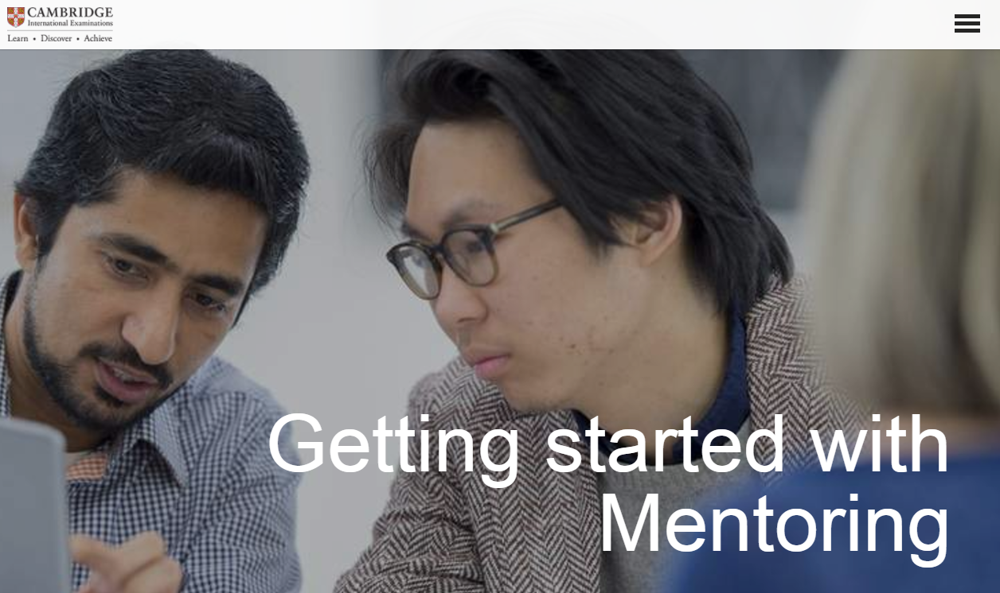 CAMBRIDGE
International Examinations
Learn • Discover • Achieve
Getting started with
Mentoring